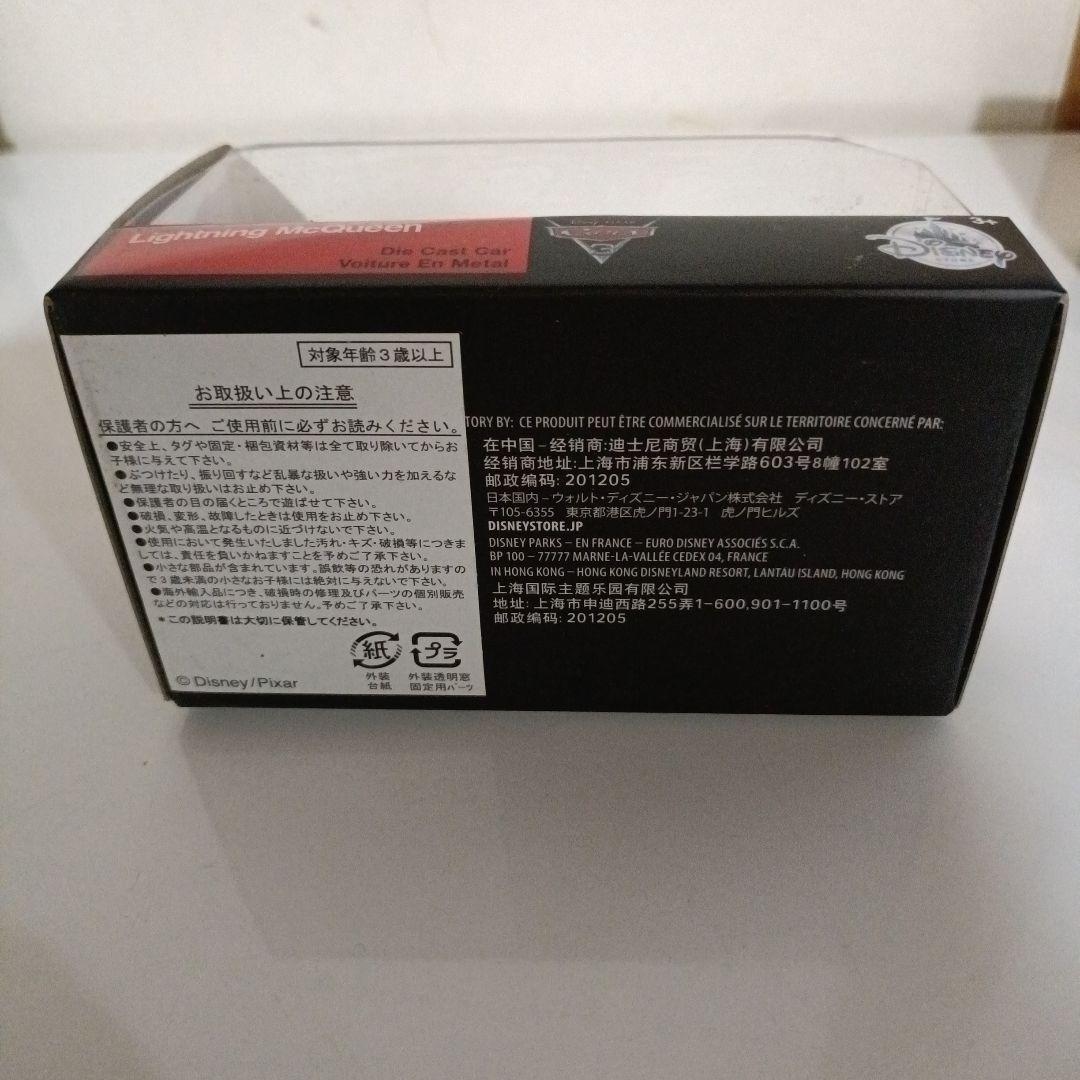 Lightning McQueen
Die Cast Car
Voiture En Metal
3
Disney
STORE
3+
対象年齢3歳以上
お取扱い上の注意
保護者の方へ ご使用前に必ずお読みください。
●安全上、タグや固定・梱包資材等は全て取り除いてからお
子様に与えて下さい。
●ぶつけたり、振り回すなど乱暴な扱いや強い力を加えるな
ど無理な取り扱いはお止め下さい。
●保護者の目の届くところで遊ばせて下さい。
●破損、変形、故障したときは使用をお止め下さい。
●火気や高温となるものに近づけないで下さい。
●使用において発生いたしました汚れ・キズ・破損等につきま
しては、責任を負いかねますことを予めご了承下さい。
●小さな部品が含まれています。誤飲等の恐れがありますの
で3歳未満の小さなお子様には絶対に与えないで下さい。
●海外輸入品につき、破損時の修理及びパーツの個別販売
などの対応は行っておりません。予めご了承下さい。
*この説明書は大切に保管してください。
紙
プラ
外装
台紙
外装透明窓
固定用パーツ
© Disney/Pixar
TORY BY: CE PRODUIT PEUT ÊTRE COMMERCIALISÉ SUR LE TERRITOIRE CONCERNÉ PAR:
在中国-经销商:迪士尼商贸(上海)有限公司
经销商地址:上海市浦东新区栏学路603号8幢102室
邮政编码: 201205
日本国内-ウォルト・ディズニー・ジャパン株式会社 ディズニー・ストア
〒105-6355 東京都港区虎ノ門1-23-1 虎ノ門ヒルズ
DISNEYSTORE.JP
DISNEY PARKS – EN FRANCE – EURO DISNEY ASSOCIÉS S.C.A.
BP 100 – 77777 MARNE-LA-VALLÉE CEDEX 04, FRANCE
IN HONG KONG – HONG KONG DISNEYLAND RESORT, LANTAU ISLAND, HONG KONG
上海国际主题乐园有限公司
地址: 上海市申迪西路255弄1-600,901-1100号
邮政编码: 201205